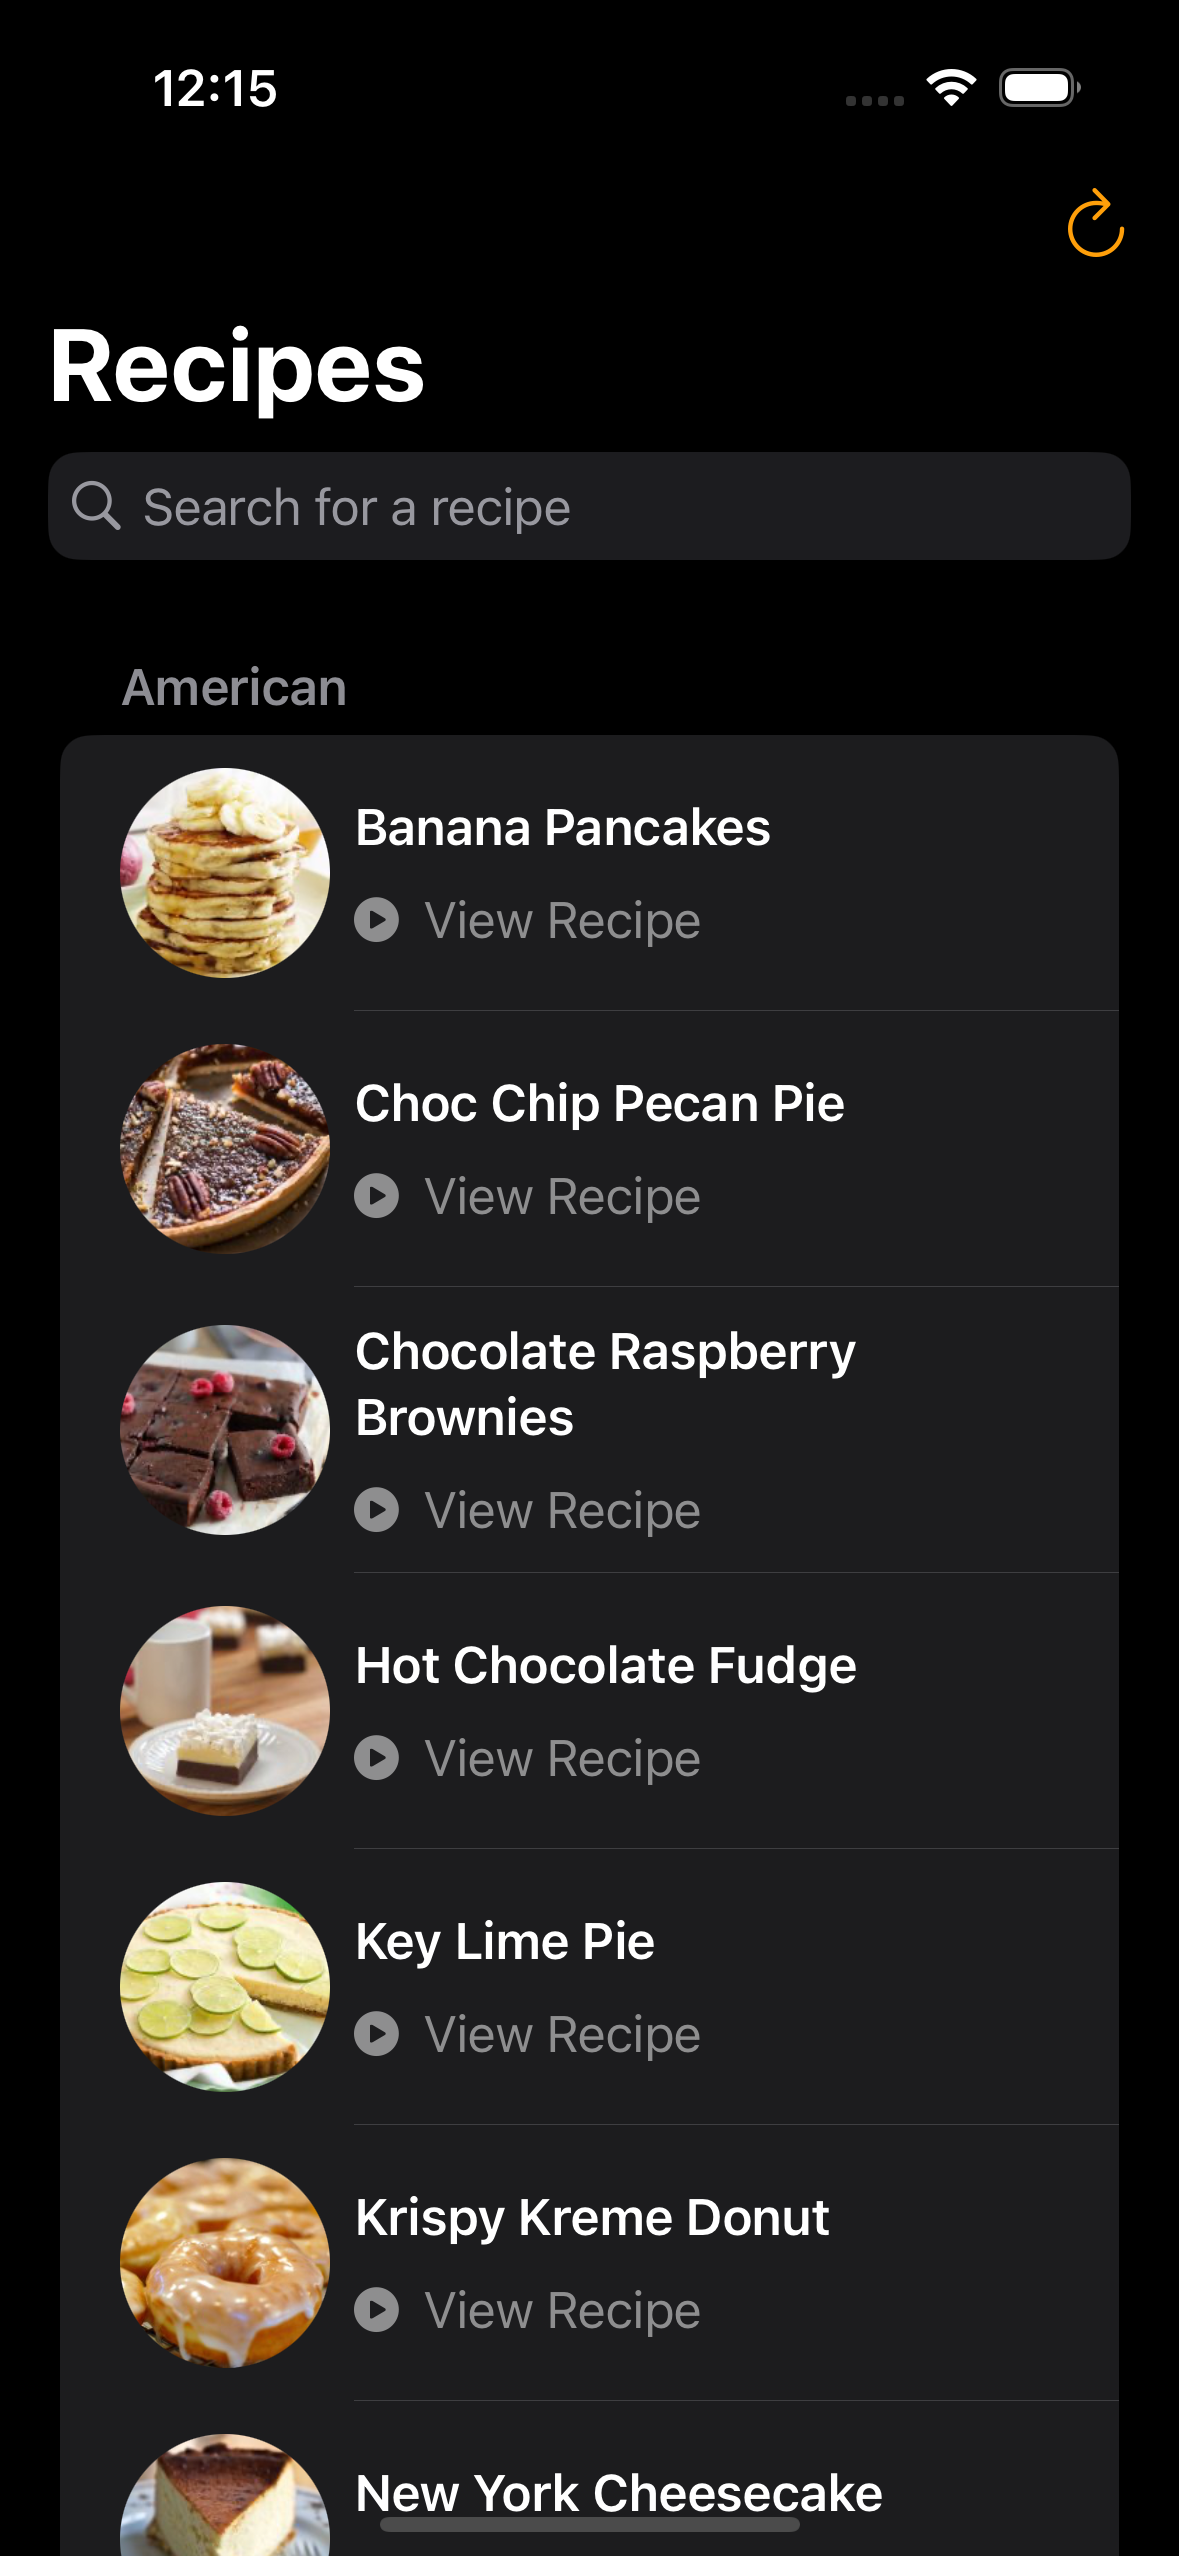 12:15
Recipes
Search for a recipe
American
Banana Pancakes
View Recipe
Choc Chip Pecan Pie
View Recipe
Chocolate Raspberry
Brownies
View Recipe
Hot Chocolate Fudge
View Recipe
Key Lime Pie
View Recipe
Krispy Kreme Donut
View Recipe
New York Cheesecake